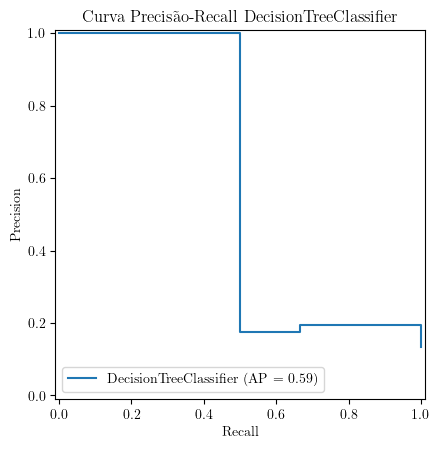 Curva Precisão-Recall DecisionTreeClassifier
1.0
0.8
0.6
0.4
0.2
0.0
Precision
DecisionTreeClassifier (AP = 0.59)
0.0 0.2 0.4 0.6 0.8 1.0
Recall